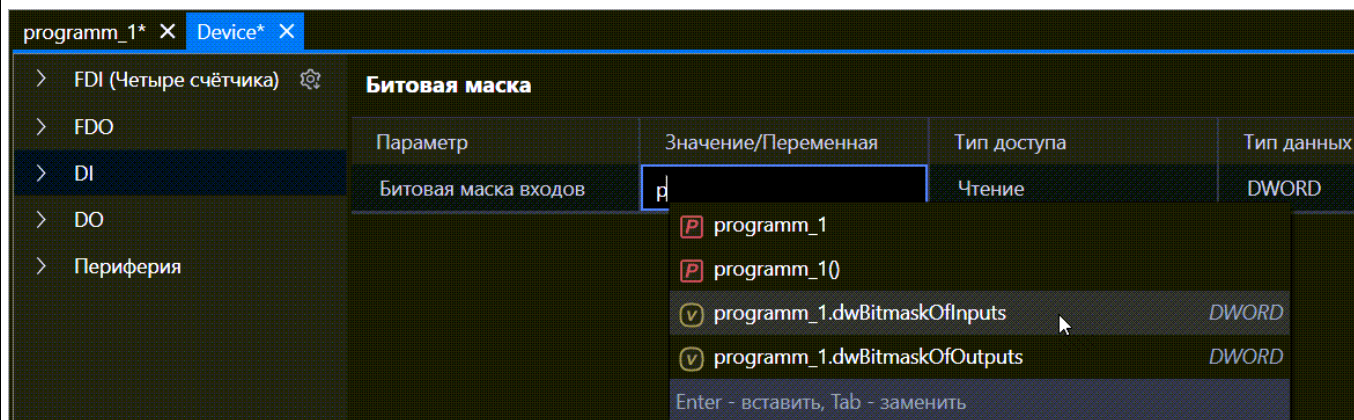 programm_1* × Device* ×
FDI (Четыре счётчика)
FDO
DI
DO
Периферия
Битовая маска
Параметр Значение/Переменная Тип доступа Тип данных
Битовая маска входов p Чтение DWORD
P programm_1
P programm_1()
v programm_1.dwBitmaskOfInputs DWORD
v programm_1.dwBitmaskOfOutputs DWORD
Enter - вставить, Tab - заменить